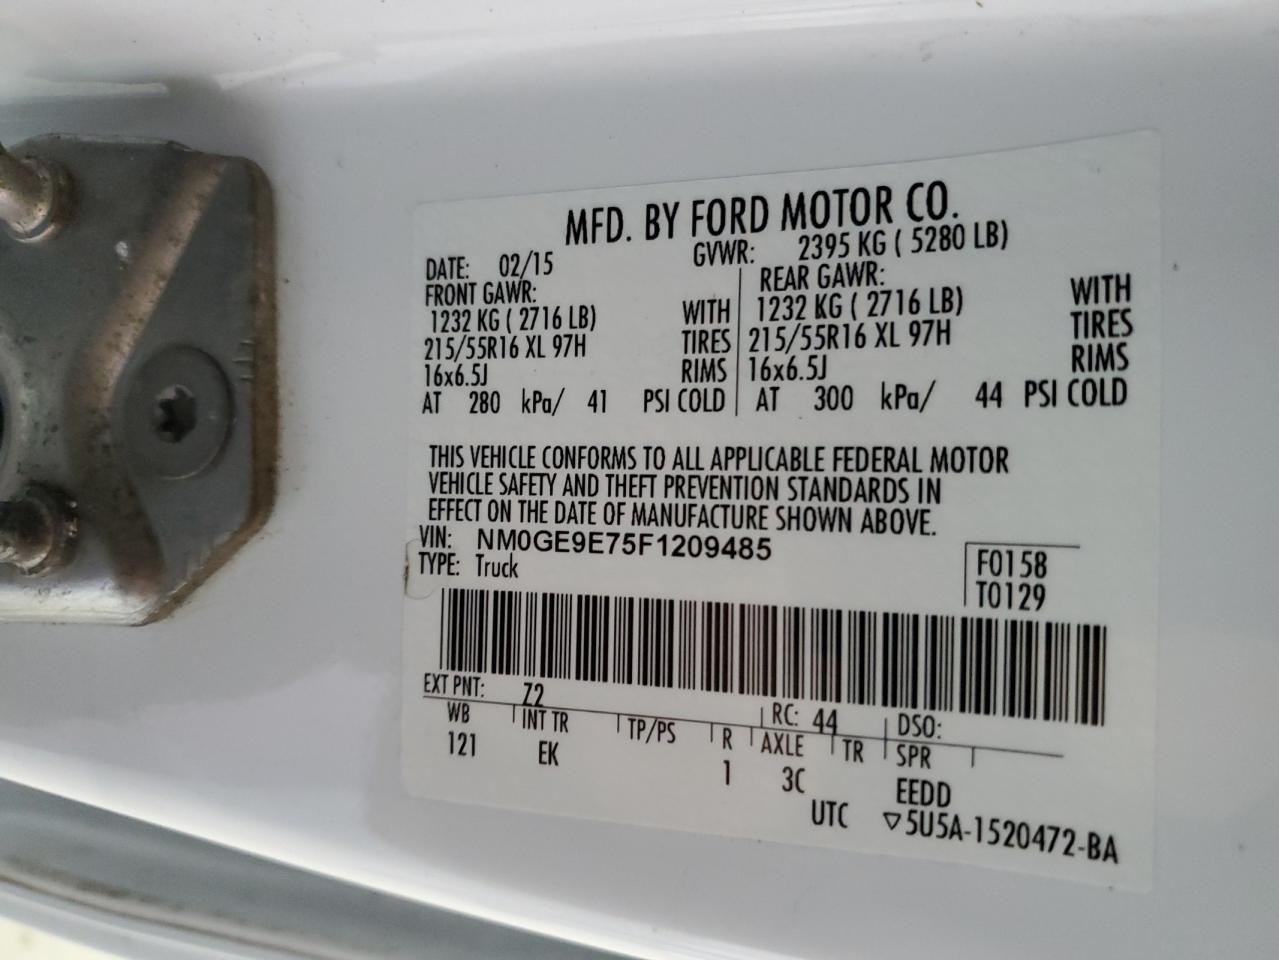 MFD. BY FORD MOTOR CO.
DATE: 02/15 GVWR: 2395 KG ( 5280 LB)
FRONT GAWR: REAR GAWR:
1232 KG ( 2716 LB) WITH 1232 KG ( 2716 LB) WITH
215/55R16 XL 97H TIRES 215/55R16 XL 97H TIRES
16x6.5J RIMS 16x6.5J RIMS
AT 280 kPa/ 41 PSI COLD AT 300 kPa/ 44 PSI COLD
THIS VEHICLE CONFORMS TO ALL APPLICABLE FEDERAL MOTOR
VEHICLE SAFETY AND THEFT PREVENTION STANDARDS IN
EFFECT ON THE DATE OF MANUFACTURE SHOWN ABOVE.
VIN: NM0GE9E75F1209485
TYPE: Truck
F0158
T0129
EXT PNT: Z2 RC: 44 DSO:
WB INT TR TP/PS R AXLE TR SPR
121 EK 1 3C EEDD
UTC ▽5U5A-1520472-BA